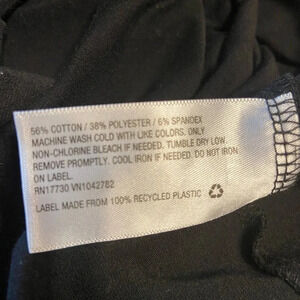 56% COTTON / 38% POLYESTER / 6% SPANDEX
MACHINE WASH COLD WITH LIKE COLORS. ONLY
NON-CHLORINE BLEACH IF NEEDED. TUMBLE DRY LOW.
REMOVE PROMPTLY. COOL IRON IF NEEDED. DO NOT IRON
ON LABEL.
RN17730 VN1042782
LABEL MADE FROM 100% RECYCLED PLASTIC